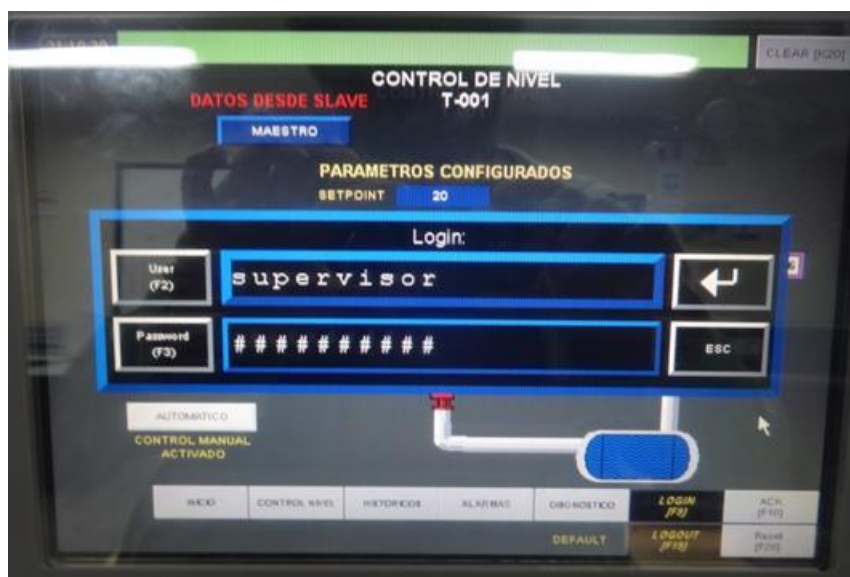 CLEAR [K20]
CONTROL DE NIVEL
DATOS DESDE SLAVE T-001
MAESTRO
PARAMETROS CONFIGURADOS
SETPOINT 20
Login:
User
(F2)
supervisor
Password
(F3)
##########
ESC
AUTOMATICO
CONTROL MANUAL
ACTIVADO
INICIO CONTROL NIVEL HISTORICOS ALARMAS DIAGNOSTICO LOGIN ACK
[F9] [F10]
DEFAULT LOGOUT Reset
[F19] [F20]